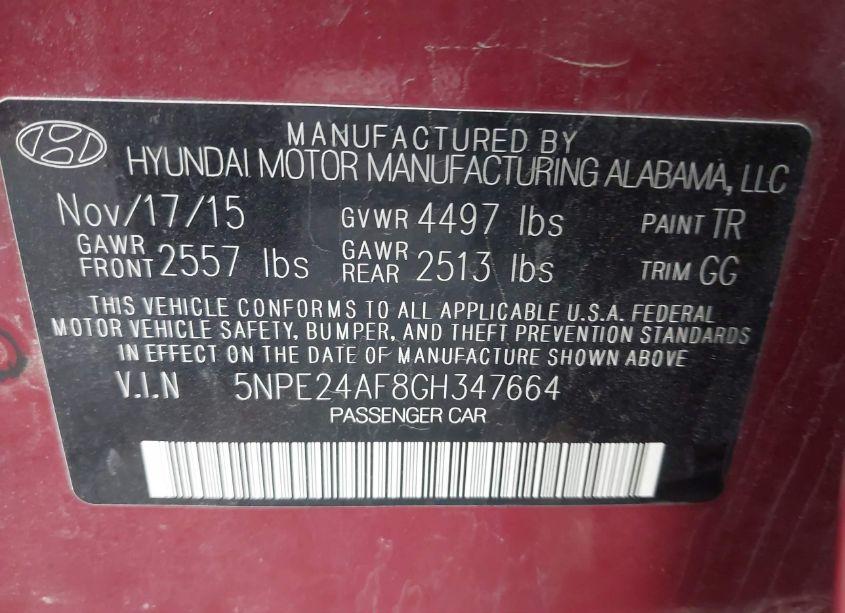 MANUFACTURED BY
HYUNDAI MOTOR MANUFACTURING ALABAMA, LLC
Nov/17/15 GVWR 4497 lbs PAINT TR
GAWR FRONT 2557 lbs GAWR REAR 2513 lbs TRIM GG
THIS VEHICLE CONFORMS TO ALL APPLICABLE U.S.A. FEDERAL
MOTOR VEHICLE SAFETY, BUMPER, AND THEFT PREVENTION STANDARDS
IN EFFECT ON THE DATE OF MANUFACTURE SHOWN ABOVE
V.I.N 5NPE24AF8GH347664
PASSENGER CAR